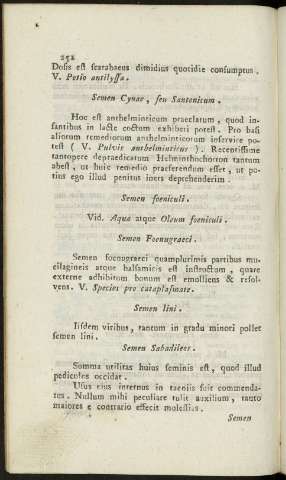 252
Dosis est scarabaeus dimidius quotidie consumptus.
V. Potio antilyssa.
Semen Cynae, seu Santonicum.
Hoc est anthelminticum praeclarum, quod in-
fantibus in lacte coctum exhiberi potest. Pro basi
aliorum remediorum anthelminticorum inservire po-
test ( V. Pulvis anthelminticus ). Recentissime
tantopere depraedicatum Helminthochorton tantum
abest, ut huic remedio praeferendum esset, ut po-
tius ego illud penitus iners deprehenderim.
Semen foeniculi.
Vid. Aqua atque Oleum foeniculi.
Semen Foenugraeci.
Semen foenugraeci quamplurimis partibus mu-
cilagineis atque balsamicis est instructum, quare
externe adhibitum bonum est emolliens & resol-
vens. V. Species pro cataplasmate.
Semen lini.
Iisdem viribus, tantum in gradu minori pollet
semen lini.
Semen Sabadileer.
Somma utilitas huius seminis est, quod illud
pediculos occidat.
Usus eius internus in taeniis fuit commenda-
tus. Nullum mihi peculiare tulit auxilium, tanto
maiores e contrario effecit molestias.
Semen